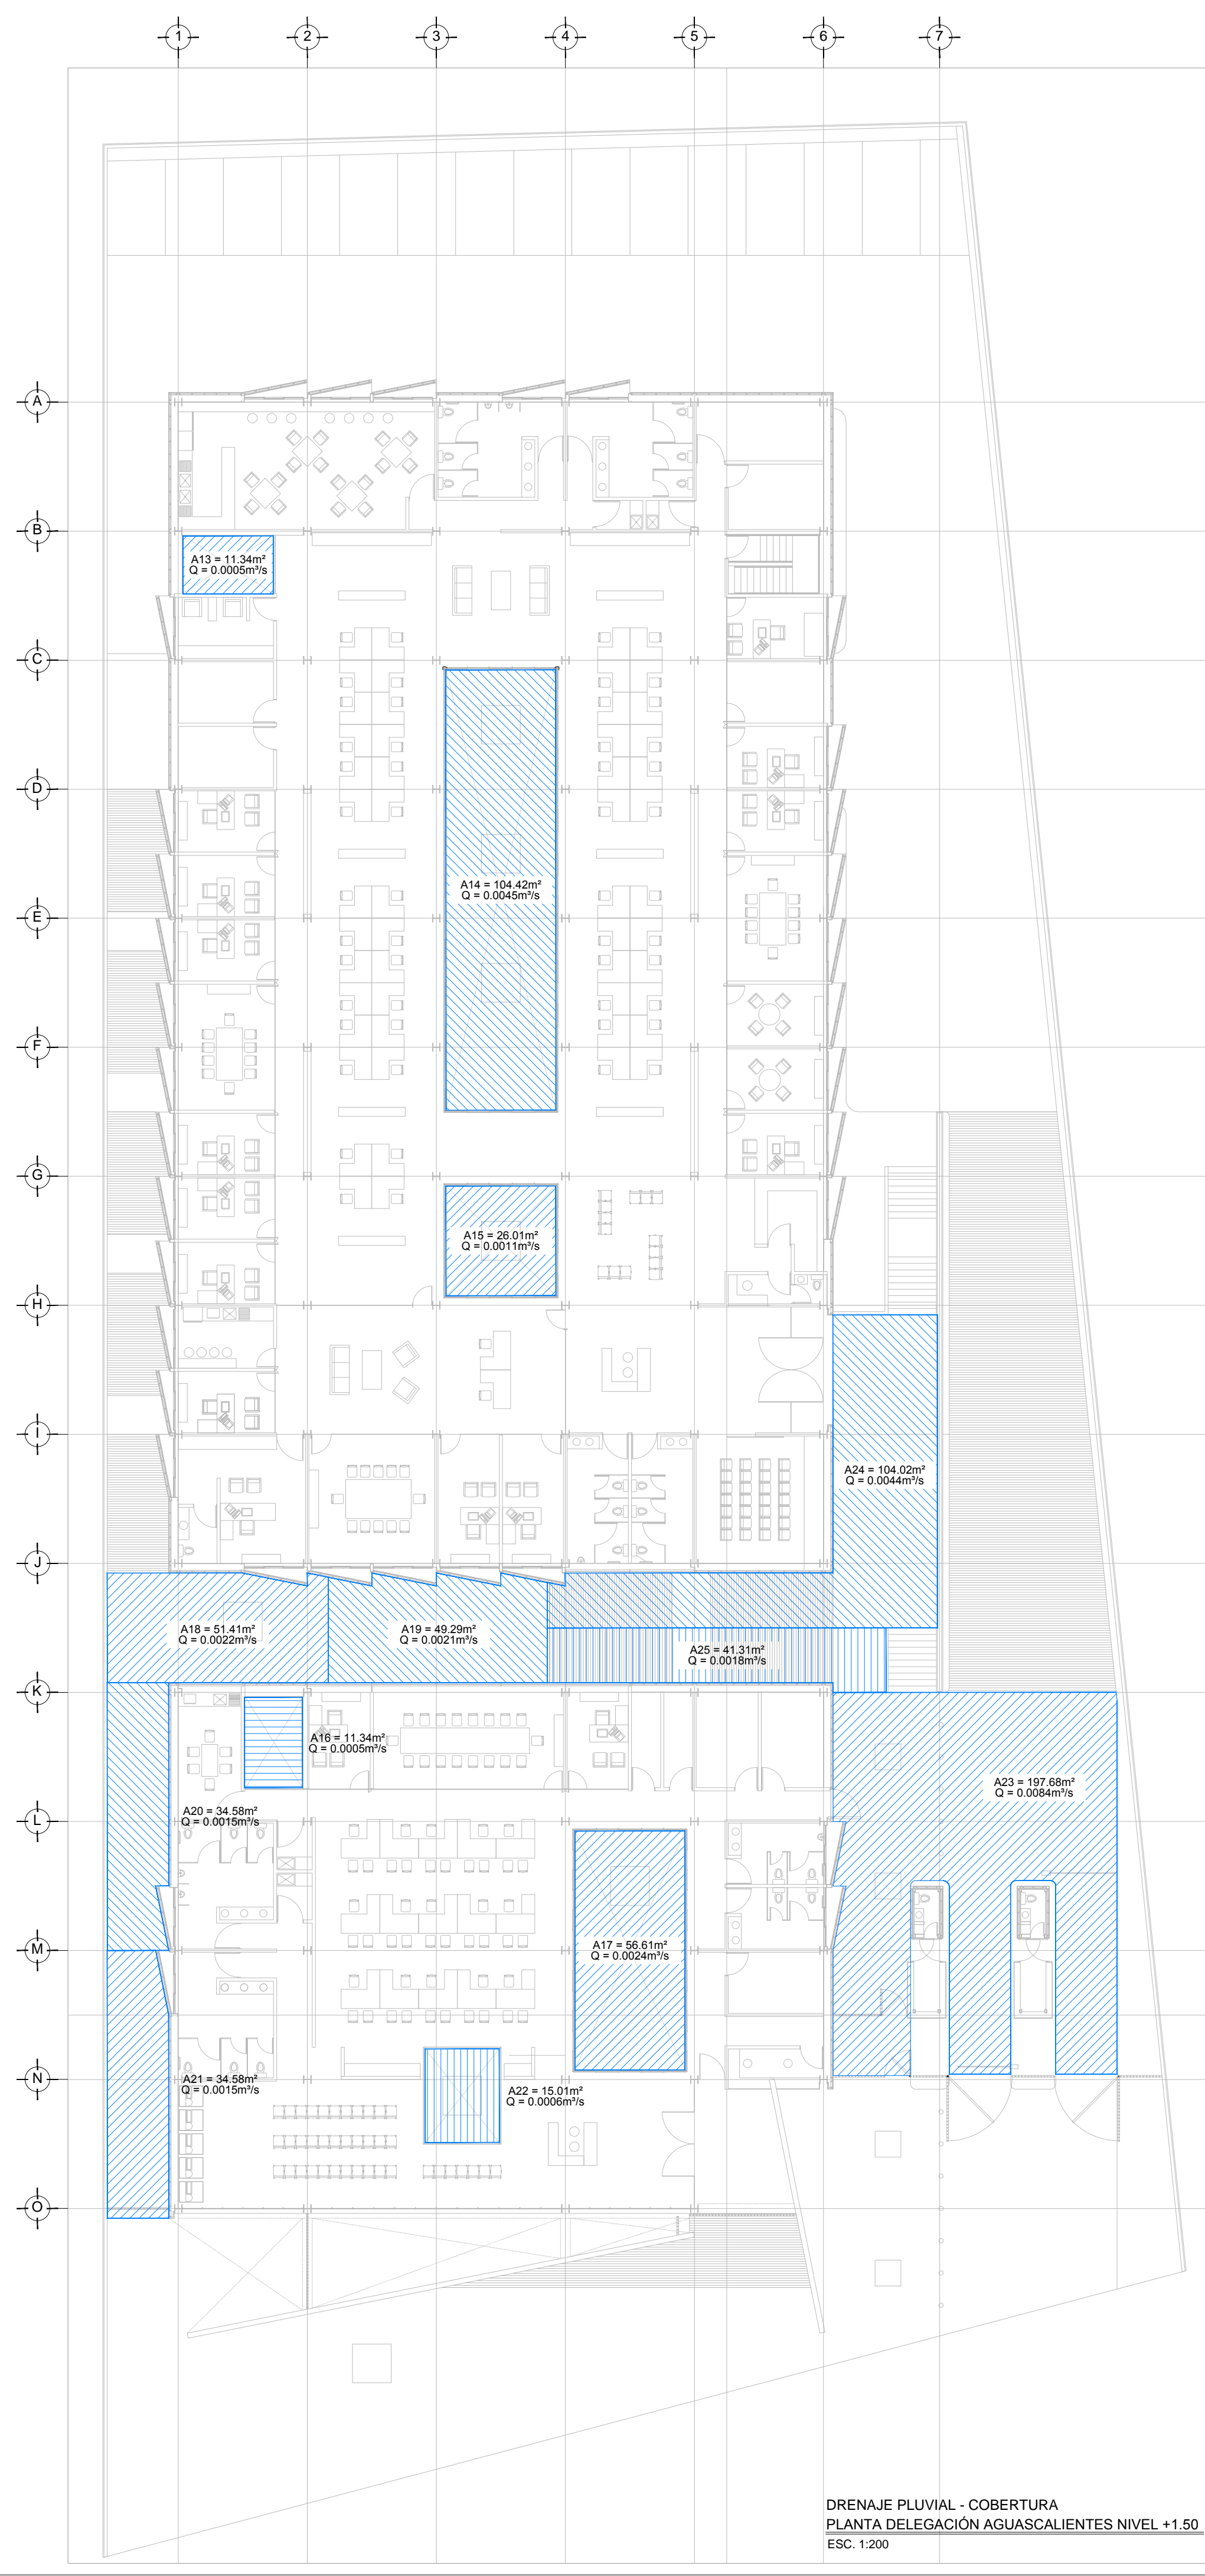 1 2 3 4 5 6 7
A
B
A13 = 11.34m²
Q = 0.0005m³/s
C
D
A14 = 104.42m²
Q = 0.0045m³/s
E
F
G
A15 = 26.01m²
Q = 0.0011m³/s
H
I
A24 = 104.02m²
Q = 0.0044m³/s
J
A18 = 51.41m²
Q = 0.0022m³/s
A19 = 49.29m²
Q = 0.0021m³/s
A25 = 41.31m²
Q = 0.0018m³/s
K
A16 = 11.34m²
Q = 0.0005m³/s
A23 = 197.68m²
Q = 0.0084m³/s
A20 = 34.58m²
Q = 0.0015m³/s
L
A17 = 56.61m²
Q = 0.0024m³/s
M
A21 = 34.58m²
Q = 0.0015m³/s
N
A22 = 15.01m²
Q = 0.0006m³/s
O
DRENAJE PLUVIAL - COBERTURA
PLANTA DELEGACIÓN AGUASCALIENTES NIVEL +1.50
ESC. 1:200